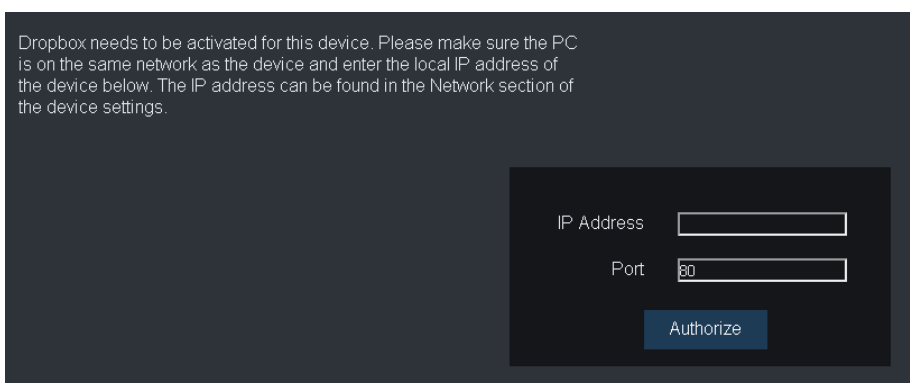 Dropbox needs to be activated for this device. Please make sure the PC
is on the same network as the device and enter the local IP address of
the device below. The IP address can be found in the Network section of
the device settings.
IP Address
Port 80
Authorize